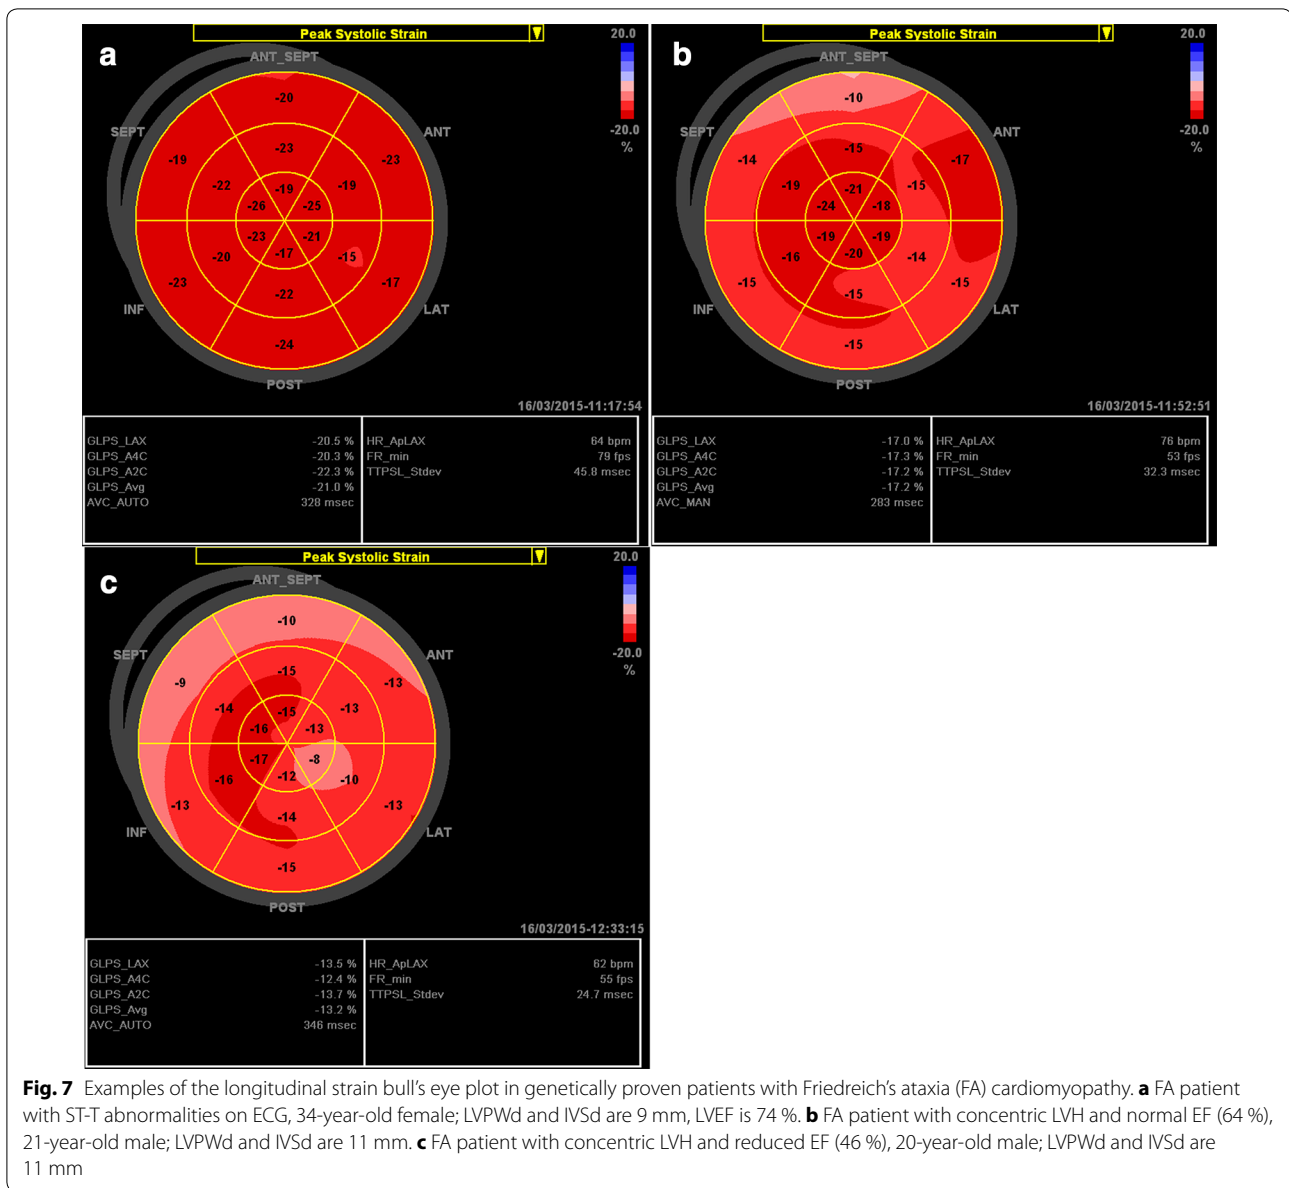 Peak Systolic Strain
a
20.0
-20.0
%
ANT_SEPT
SEPT
ANT
INF
LAT
POST
-20
-19
-23
-23
-22
-19
-19
-26
-25
-23
-21
-17
-20
-15
-23
-17
-22
-24
16/03/2015-11:17:54
GLPS_LAX -20.5 % HR_ApLAX 64 bpm
GLPS_A4C -20.3 % FR_min 79 fps
GLPS_A2C -22.3 % TTPSL_Stdev 45.8 msec
GLPS_Avg -21.0 %
AVC_AUTO 328 msec
Peak Systolic Strain
b
20.0
-20.0
%
ANT_SEPT
SEPT
ANT
INF
LAT
POST
-10
-14
-15
-17
-19
-15
-21
-24
-18
-19
-19
-20
-16
-14
-15
-15
-15
-15
16/03/2015-11:52:51
GLPS_LAX -17.0 % HR_ApLAX 76 bpm
GLPS_A4C -17.3 % FR_min 53 fps
GLPS_A2C -17.2 % TTPSL_Stdev 32.3 msec
GLPS_Avg -17.2 %
AVC_MAN 283 msec
Peak Systolic Strain
c
20.0
-20.0
%
ANT_SEPT
SEPT
ANT
INF
LAT
POST
-10
-9
-15
-13
-14
-13
-15
-16
-13
-17
-8
-12
-16
-10
-13
-13
-14
-15
16/03/2015-12:33:15
GLPS_LAX -13.5 % HR_ApLAX 62 bpm
GLPS_A4C -12.4 % FR_min 55 fps
GLPS_A2C -13.7 % TTPSL_Stdev 24.7 msec
GLPS_Avg -13.2 %
AVC_AUTO 346 msec
Fig. 7 Examples of the longitudinal strain bull's eye plot in genetically proven patients with Friedreich's ataxia (FA) cardiomyopathy. a FA patient
with ST-T abnormalities on ECG, 34-year-old female; LVPWd and IVSd are 9 mm, LVEF is 74 %. b FA patient with concentric LVH and normal EF (64 %),
21-year-old male; LVPWd and IVSd are 11 mm. c FA patient with concentric LVH and reduced EF (46 %), 20-year-old male; LVPWd and IVSd are
11 mm